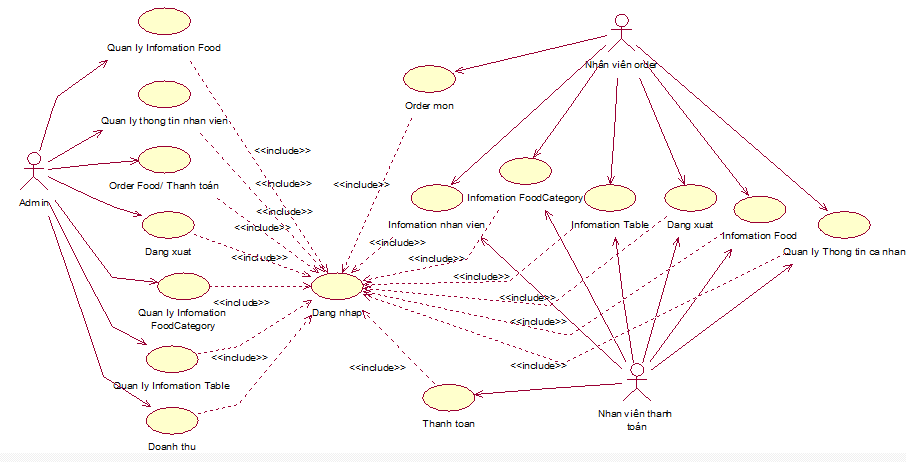 Quan ly Infomation Food
Nhân viên order
Order mon
Quan ly thong tin nhan vien
<<include>>
Order Food/ Thanh toán
<<include>>
<<include>>
Admin
Infomation FoodCategory
<<include>>
Infomation nhan vien
Infomation Table
Dang xuat
Infomation Food
Dang xuat
<<include>>
<<include>>
<<include>>
Quan ly Thong tin ca nhan
<<include>>
<<include>>
<<include>>
Quan ly Infomation
FoodCategory
Dang nhap
<<include>>
<<include>>
<<include>>
<<include>>
Quan ly Infomation Table
Nhan viên thanh
toán
Thanh toan
Doanh thu